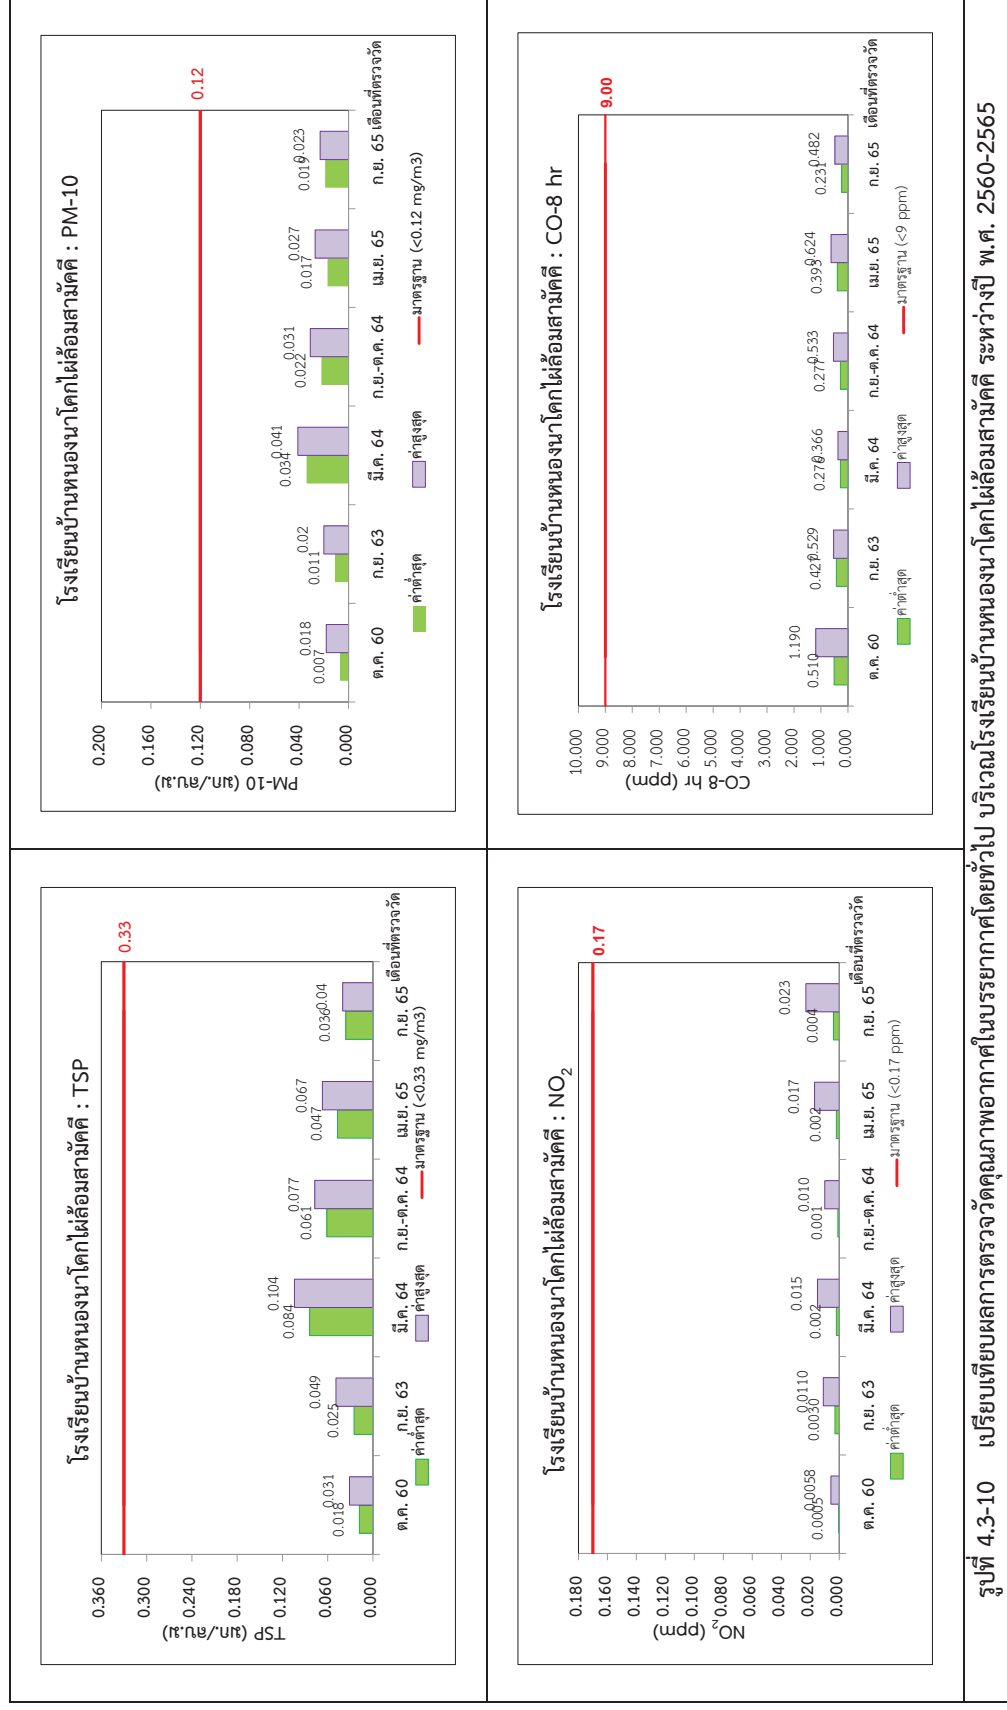 โรงเรียนบ้านหนองนาโคกไผ่ล้อมสามัคคี : TSP
TSP (มก./ลบ.ม)
0.360
0.300
0.240
0.180
0.120
0.060
0.000
0.33
0.018 0.031 0.025 0.049 0.084 0.104 0.061 0.077 0.047 0.067 0.036 0.04
ต.ค. 60 ก.ย. 63 มี.ค. 64 ก.ย.-ต.ค. 64 เม.ย. 65 ก.ย. 65 เดือนที่ตรวจวัด
ค่าต่ำสุด ค่าสูงสุด มาตรฐาน (<0.33 mg/m3)
โรงเรียนบ้านหนองนาโคกไผ่ล้อมสามัคคี : PM-10
PM-10 (มก./ลบ.ม)
0.200
0.160
0.120
0.080
0.040
0.000
0.12
0.007 0.018 0.011 0.02 0.034 0.041 0.022 0.031 0.017 0.027 0.019 0.023
ต.ค. 60 ก.ย. 63 มี.ค. 64 ก.ย.-ต.ค. 64 เม.ย. 65 ก.ย. 65 เดือนที่ตรวจวัด
ค่าต่ำสุด ค่าสูงสุด มาตรฐาน (<0.12 mg/m3)
โรงเรียนบ้านหนองนาโคกไผ่ล้อมสามัคคี : NO2
NO2 (ppm)
0.180
0.160
0.140
0.120
0.100
0.080
0.060
0.040
0.020
0.000
0.17
0.0005 0.0058 0.0030 0.0110 0.002 0.015 0.001 0.010 0.002 0.017 0.004 0.023
ต.ค. 60 ก.ย. 63 มี.ค. 64 ก.ย.-ต.ค. 64 เม.ย. 65 ก.ย. 65 เดือนที่ตรวจวัด
ค่าต่ำสุด ค่าสูงสุด มาตรฐาน (<0.17 ppm)
โรงเรียนบ้านหนองนาโคกไผ่ล้อมสามัคคี : CO-8 hr
CO-8 hr (ppm)
10.000
9.000
8.000
7.000
6.000
5.000
4.000
3.000
2.000
1.000
0.000
9.00
0.510 1.190 0.427 0.529 0.276 0.366 0.277 0.533 0.393 0.624 0.231 0.482
ต.ค. 60 ก.ย. 63 มี.ค. 64 ก.ย.-ต.ค. 64 เม.ย. 65 ก.ย. 65 เดือนที่ตรวจวัด
ค่าต่ำสุด ค่าสูงสุด มาตรฐาน (<9 ppm)
รูปที่ 4.3-10 เปรียบเทียบผลการตรวจวัดคุณภาพอากาศในบรรยากาศโดยทั่วไป บริเวณโรงเรียนบ้านหนองนาโคกไผ่ล้อมสามัคคี ระหว่างปี พ.ศ. 2560-2565